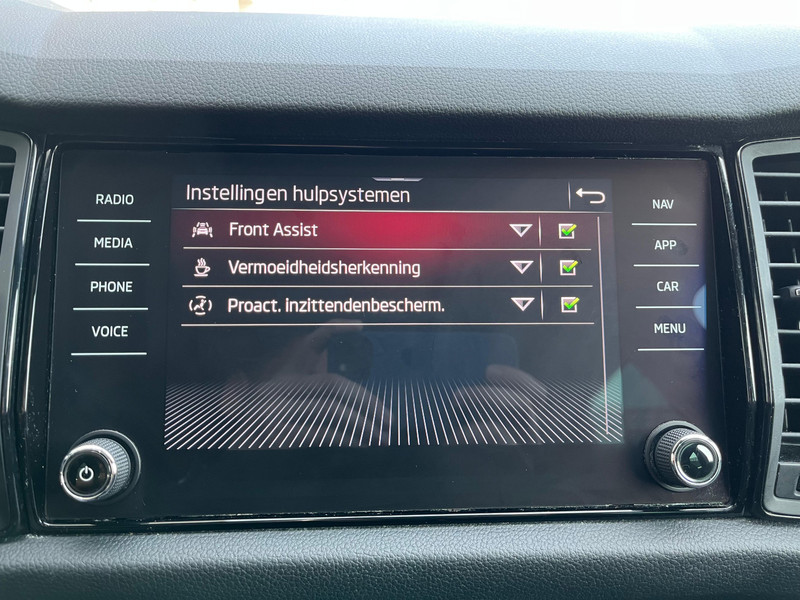 Instellingen hulpsystemen
Front Assist
Vermoeidheidsherkenning
Proact. inzittendenbescherm.
RADIO
MEDIA
PHONE
VOICE
NAV
APP
CAR
MENU